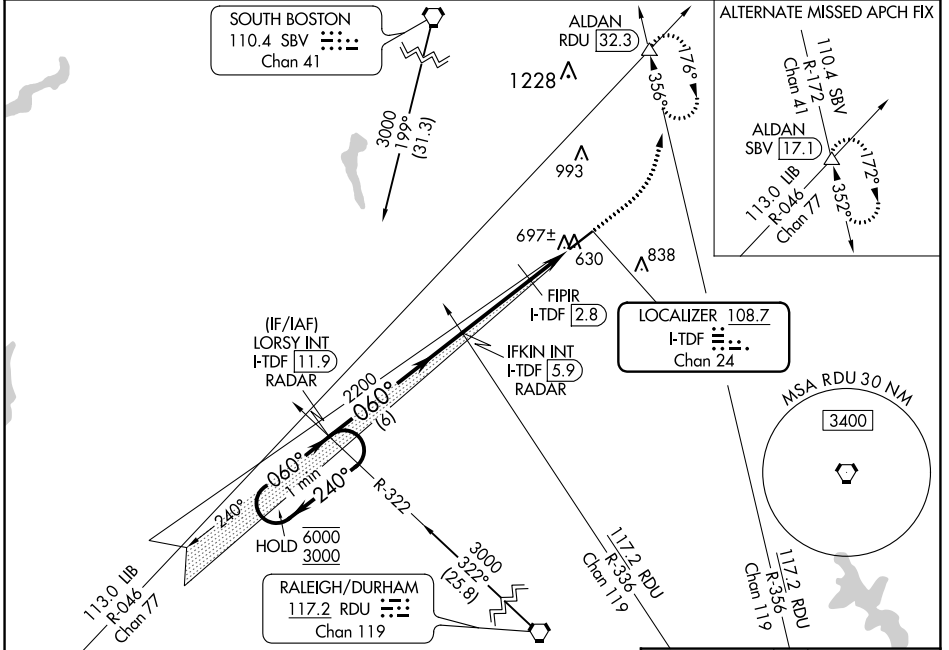 SOUTH BOSTON
110.4 SBV
Chan 41
3000
199°
(31.3)
ALDAN
RDU 32.3
1228
176°
356°
993
697±
630
838
ALTERNATE MISSED APCH FIX
110.4 SBV
R-172
Chan 41
ALDAN
SBV 17.1
172°
352°
113.0 LIB
R-046
Chan 77
FIPIR
I-TDF 2.8
LOCALIZER 108.7
I-TDF
Chan 24
(IF/IAF)
LORSY INT
I-TDF 11.9
RADAR
IFKIN INT
I-TDF 5.9
RADAR
2200
060°
(6)
MSA RDU 30 NM
3400
060°
1 min
240°
240°
R-322
HOLD 6000
3000
3000
322°
(25.8)
113.0 LIB
R-046
Chan 77
RALEIGH/DURHAM
117.2 RDU
Chan 119
117.2 RDU
R-336
Chan 119
117.2 RDU
R-356
Chan 119